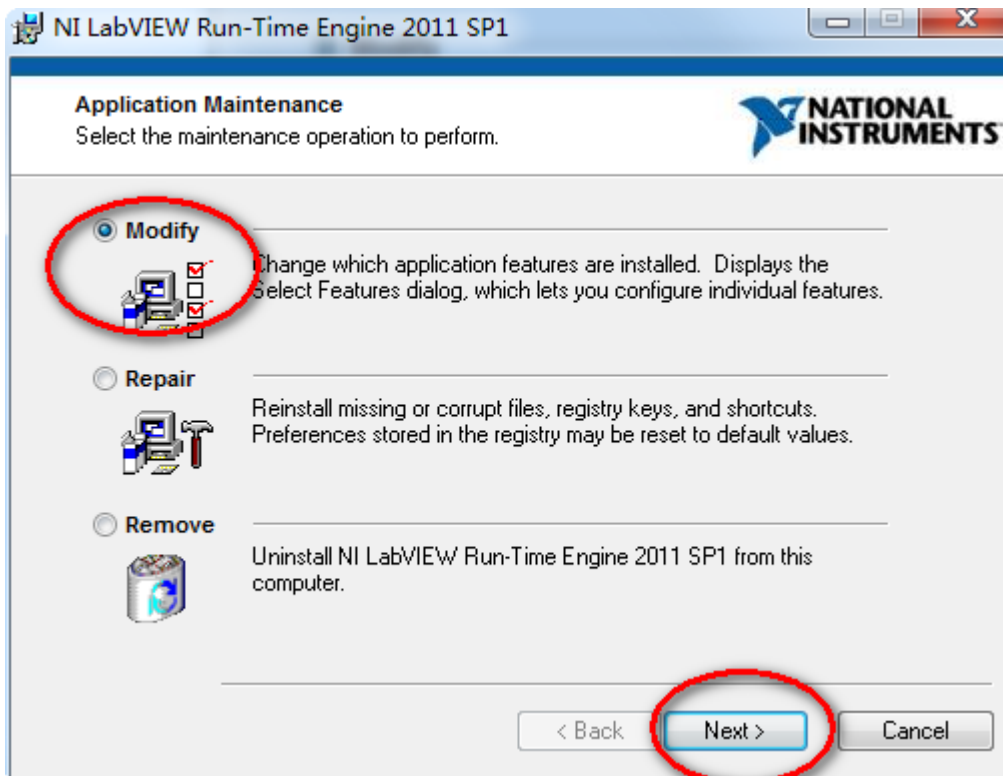 NI LabVIEW Run-Time Engine 2011 SP1
Application Maintenance
Select the maintenance operation to perform.
NATIONAL
INSTRUMENTS
Modify
Change which application features are installed. Displays the
Select Features dialog, which lets you configure individual features.
Repair
Reinstall missing or corrupt files, registry keys, and shortcuts.
Preferences stored in the registry may be reset to default values.
Remove
Uninstall NI LabVIEW Run-Time Engine 2011 SP1 from this
computer.
< Back
Next >
Cancel